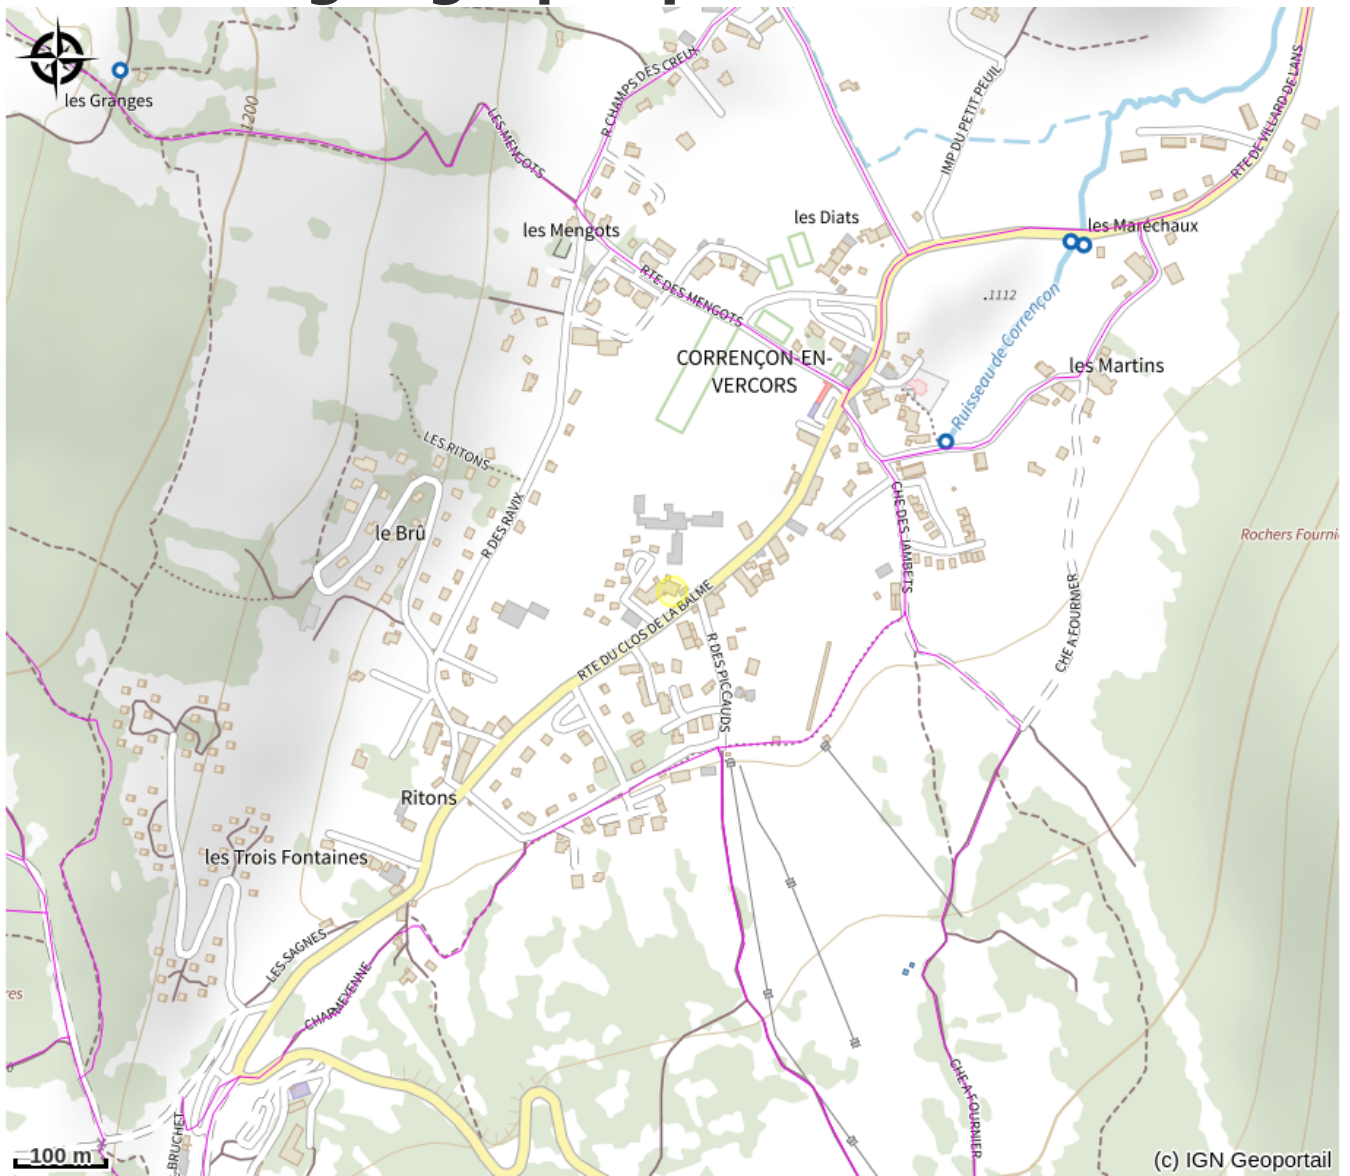 les Granges
1200
LES MENGOTS
R CHAMPS DES CREUX
IMP DU PETIT PEUIL
RTE DE VILLARD DE LANS
les Mengots
les Diats
les Maréchaux
RTE DES MENGOTS
.1112
Ruisseau de Corrençon
CORRENÇON-EN-
VERCORS
les Martins
LES RITONS
le Brû
R DES RAVIX
CHE DES JAMBETS
Rochers Fourni
RTE DU CLOS DE LA BALME
R DES PICCAUDS
CHE A FOURNIER
Ritons
les Trois Fontaines
LES SAGNES
CHARMEYENNE
res
CHE A FOURNIER
BRUCHET
100 m
(c) IGN Geoportail